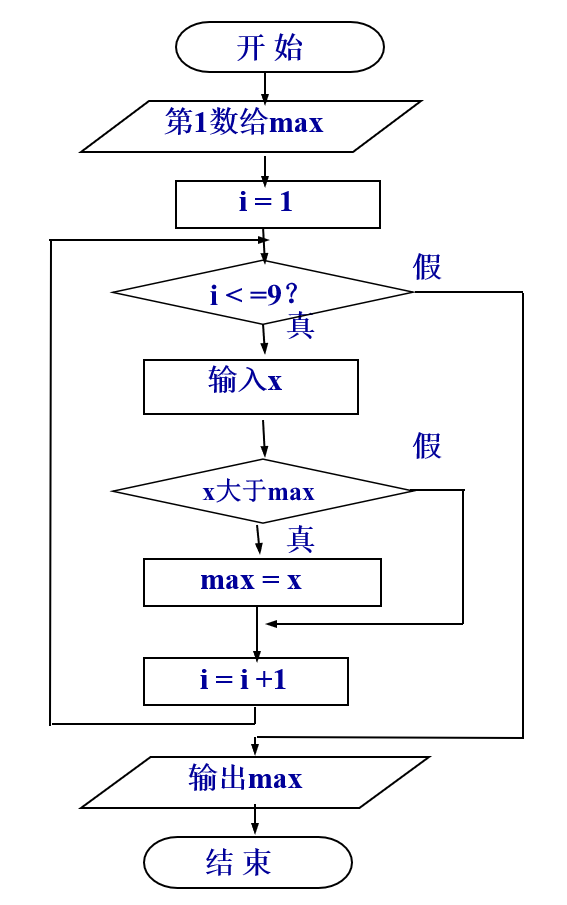 开 始
第1数给max
i = 1
假
i < =9?
真
输入x
假
x大于max
真
max = x
i = i +1
输出max
结 束